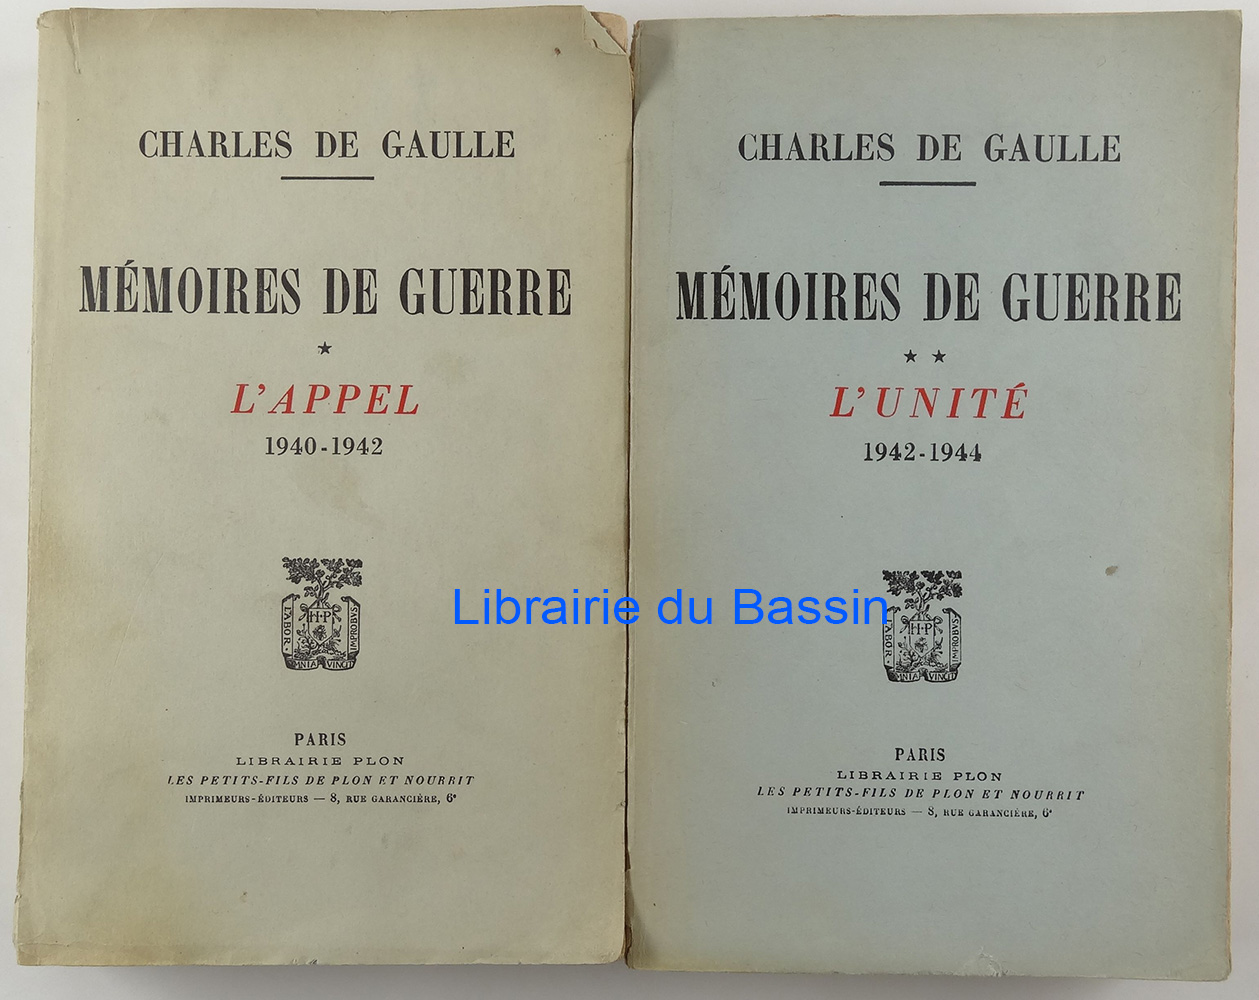 CHARLES DE GAULLE
MÉMOIRES DE GUERRE
★
L'APPEL
1940-1942
LABOR
H·P
IMPROBVS
OMNIA VINCIT
PARIS
LIBRAIRIE PLON
LES PETITS-FILS DE PLON ET NOURRIT
IMPRIMEURS-ÉDITEURS — 8, RUE GARANCIÈRE, 6e
CHARLES DE GAULLE
MÉMOIRES DE GUERRE
★ ★
L'UNITÉ
1942-1944
LABOR
H·P
IMPROBVS
OMNIA VINCIT
PARIS
LIBRAIRIE PLON
LES PETITS-FILS DE PLON ET NOURRIT
IMPRIMEURS-ÉDITEURS — 8, RUE GARANCIÈRE, 6e
Librairie du Bassin